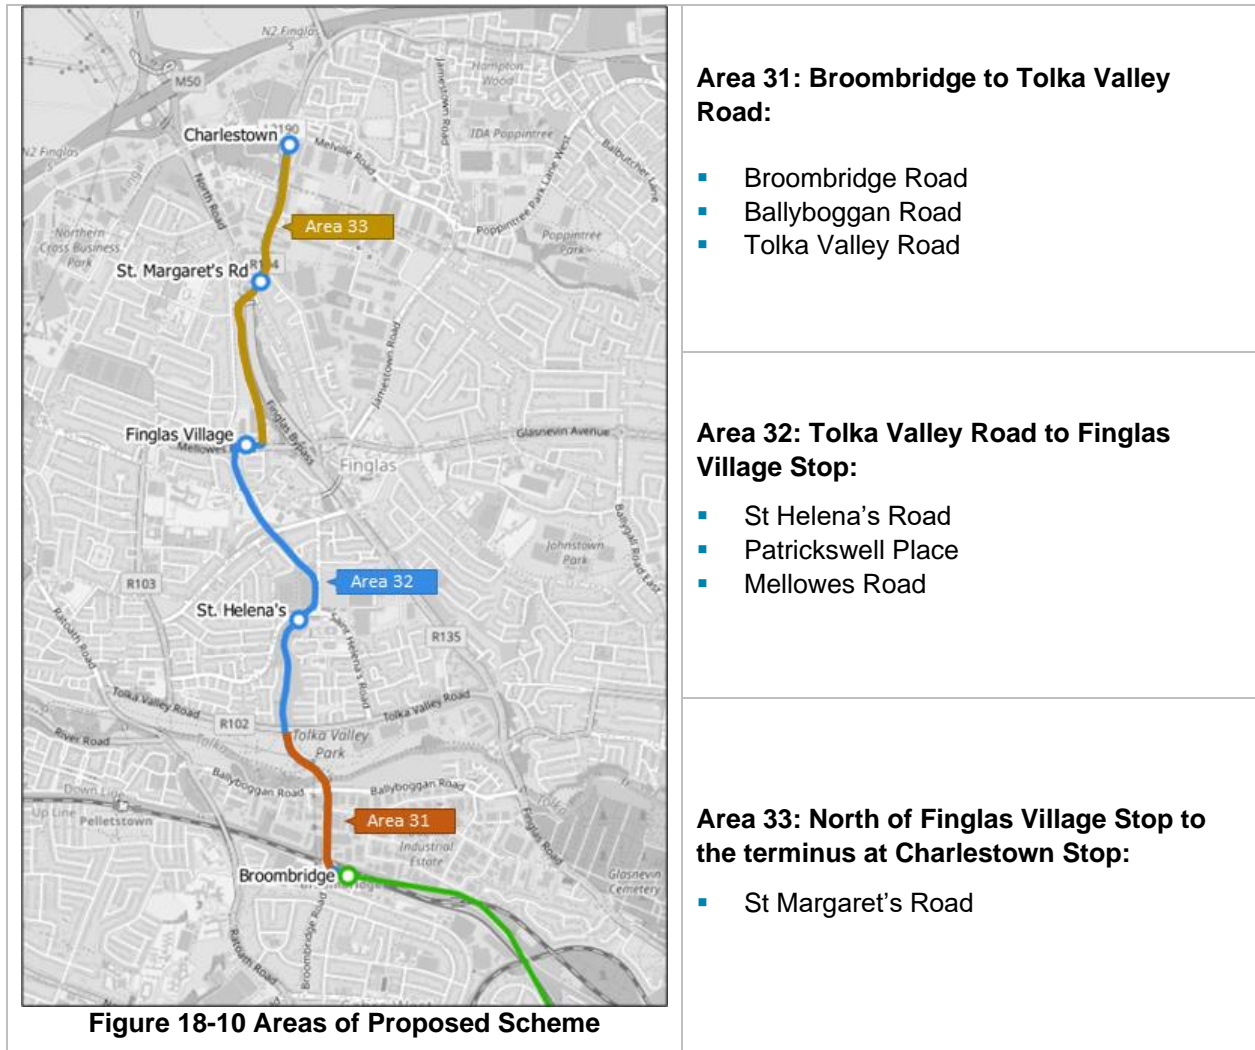 N2 Finglas
S
M50
Hampton
Wood
Jamestown Road
Charlestown
Melville Road
IDA Poppintree
Balbutcher Lane
N2 Finglas
S
North Road
Poppintree Park Lane West
Area 33
Northern
Cross Business
Park
Poppintree
Park
St. Margaret's Rd
Jamestown Road
Finglas Bypass
Finglas Village
Glasnevin Avenue
Finglas
Ballygall Road East
Johnstown
Park
R103
Area 32
St. Helena's
Ratoath Road
Saint Helena's Road
R135
Tolka Valley Road
Tolka Valley Road
R102
River Road
Tolka Valley
Park
Ballyboggan Road
Ballyboggan Road
Down Line
Up Line
Pelletstown
Area 31
Industrial
Estate
Finglas Road
Broombridge
Glasnevin
Cemetery
Broombridge Road
Ratoath Road
Figure 18-10 Areas of Proposed Scheme
Area 31: Broombridge to Tolka Valley
Road:
▪ Broombridge Road
▪ Ballyboggan Road
▪ Tolka Valley Road
Area 32: Tolka Valley Road to Finglas
Village Stop:
▪ St Helena’s Road
▪ Patrickswell Place
▪ Mellowes Road
Area 33: North of Finglas Village Stop to
the terminus at Charlestown Stop:
▪ St Margaret’s Road